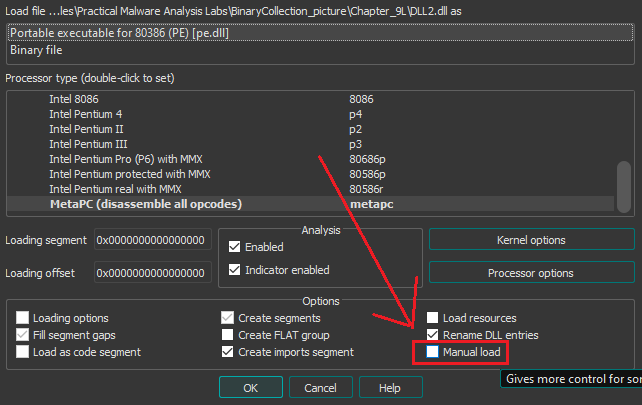 Load file ...les\Practical Malware Analysis Labs\BinaryCollection_picture\Chapter_9L\DLL2.dll as
Portable executable for 80386 (PE) [pe.dll]
Binary file
Processor type (double-click to set)
Intel 8086 8086
Intel Pentium 4 p4
Intel Pentium II p2
Intel Pentium III p3
Intel Pentium Pro (P6) with MMX 80686p
Intel Pentium protected with MMX 80586p
Intel Pentium real with MMX 80586r
MetaPC (disassemble all opcodes) metapc
Analysis
Loading segment 0x0000000000000000 Enabled Kernel options
Loading offset 0x0000000000000000 Indicator enabled Processor options
Options
Loading options Create segments Load resources
Fill segment gaps Create FLAT group Rename DLL entries
Load as code segment Create imports segment Manual load
OK Cancel Help
Gives more control for sor